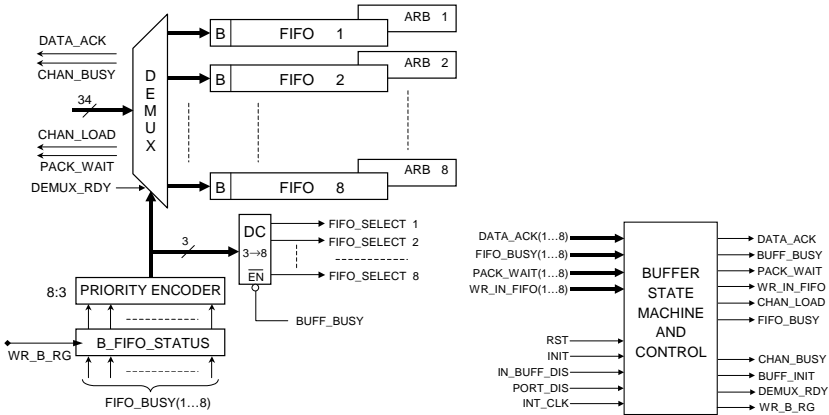 ARB 1
B FIFO 1
DATA_ACK
CHAN_BUSY
ARB 2
B FIFO 2
DEMUX
34
CHAN_LOAD
PACK_WAIT
DEMUX_RDY
ARB 8
B FIFO 8
3
DC
3→8
EN
FIFO_SELECT 1
FIFO_SELECT 2
FIFO_SELECT 8
BUFF_BUSY
8:3
PRIORITY ENCODER
B_FIFO_STATUS
WR_B_RG
FIFO_BUSY(1...8)
DATA_ACK(1...8)
FIFO_BUSY(1...8)
PACK_WAIT(1...8)
WR_IN_FIFO(1...8)
RST
INIT
IN_BUFF_DIS
PORT_DIS
INT_CLK
BUFFER
STATE
MACHINE
AND
CONTROL
DATA_ACK
BUFF_BUSY
PACK_WAIT
WR_IN_FIFO
CHAN_LOAD
FIFO_BUSY
CHAN_BUSY
BUFF_INIT
DEMUX_RDY
WR_B_RG